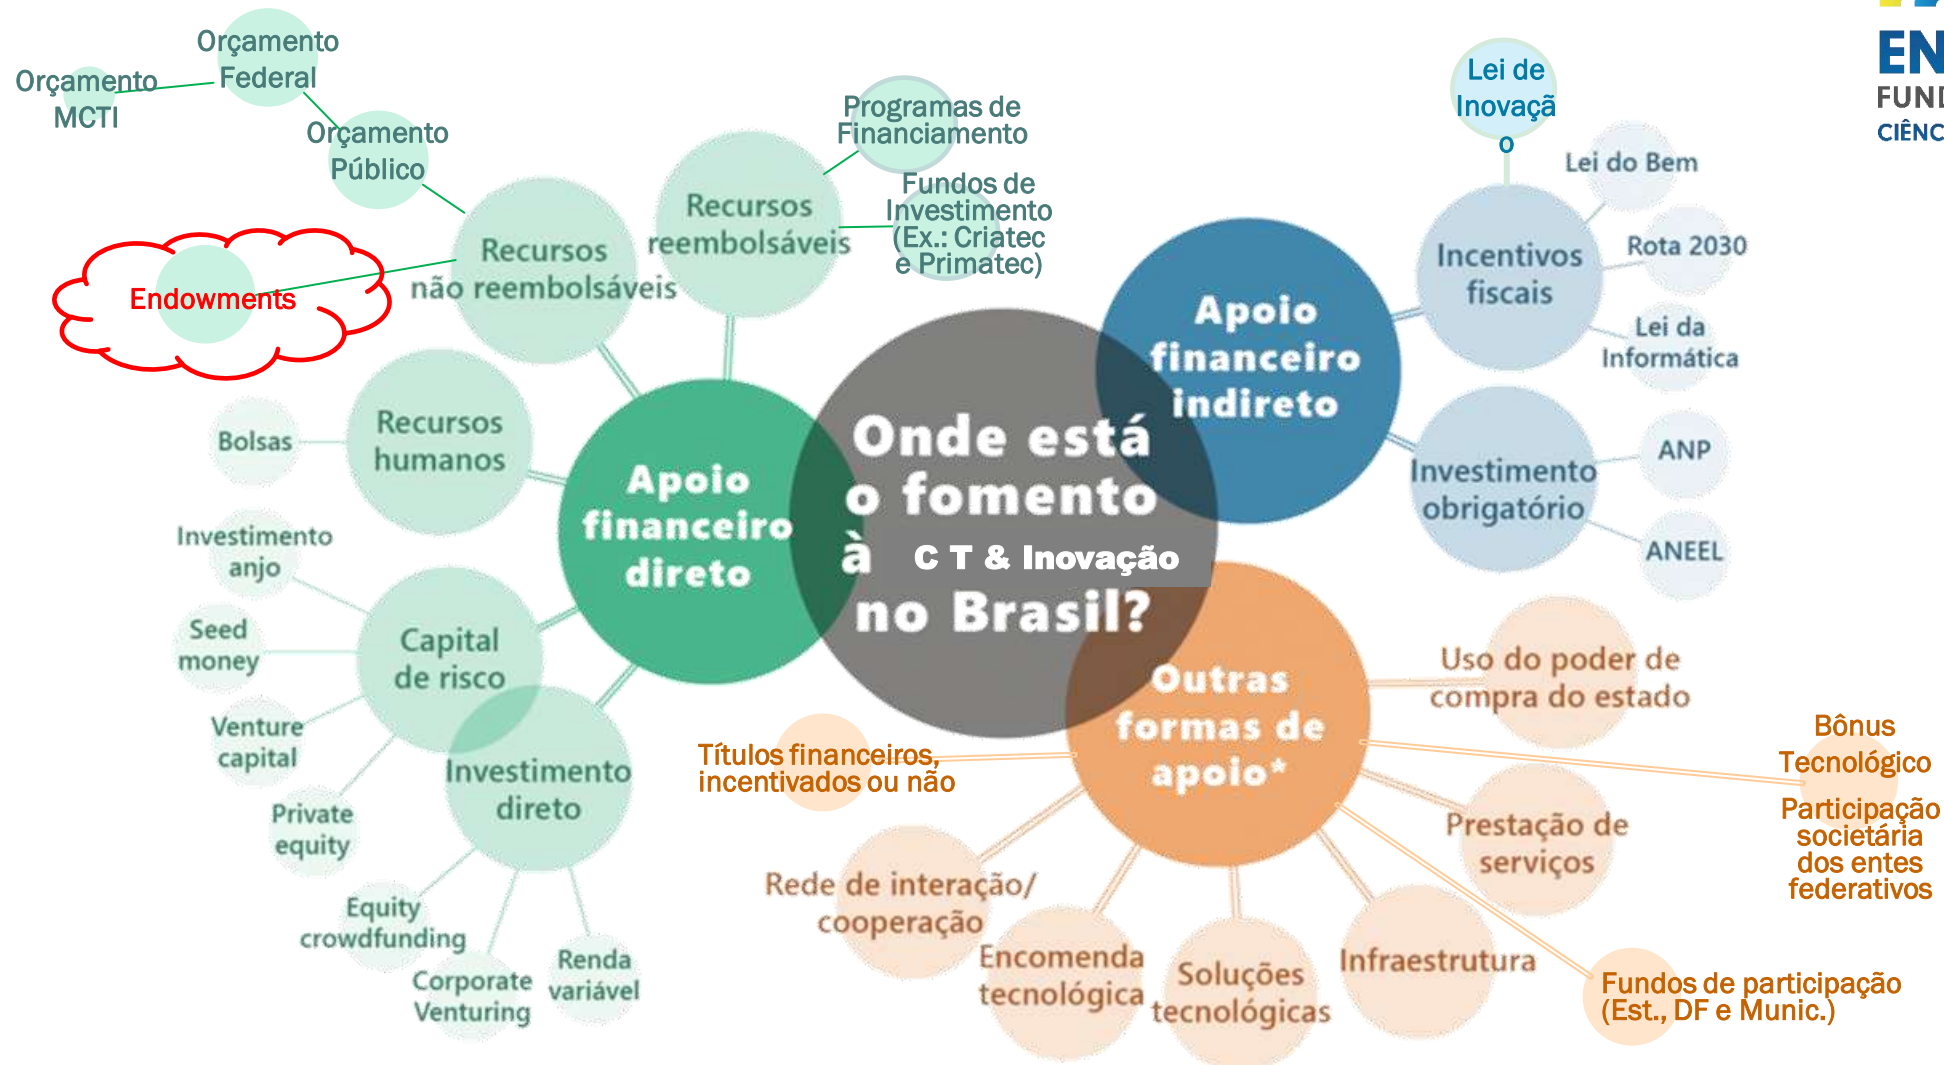 Orçamento
Federal
Orçamento
MCTI
Orçamento
Público
Endowments
Recursos
não reembolsáveis
Recursos
reembolsáveis
Programas de
Financiamento
Fundos de
Investimento
(Ex.: Criatec
e Primatec)
Recursos
humanos
Bolsas
Apoio
financeiro
direto
Investimento
anjo
Seed
money
Venture
capital
Private
equity
Capital
de risco
Investimento
direto
Equity
crowdfunding
Corporate
Venturing
Renda
variável
Onde está
o fomento
à C T & Inovação
no Brasil?
Apoio
financeiro
indireto
Lei de
Inovaçã
o
Incentivos
fiscais
Lei do Bem
Rota 2030
Lei da
Informática
Investimento
obrigatório
ANP
ANEEL
Outras
formas de
apoio*
Uso do poder de
compra do estado
Bônus
Tecnológico
Participação
societária
dos entes
federativos
Prestação de
serviços
Fundos de participação
(Est., DF e Munic.)
Infraestrutura
Soluções
tecnológicas
Encomenda
tecnológica
Rede de interação/
cooperação
Títulos financeiros,
incentivados ou não
EN
FUND
CIÊNC